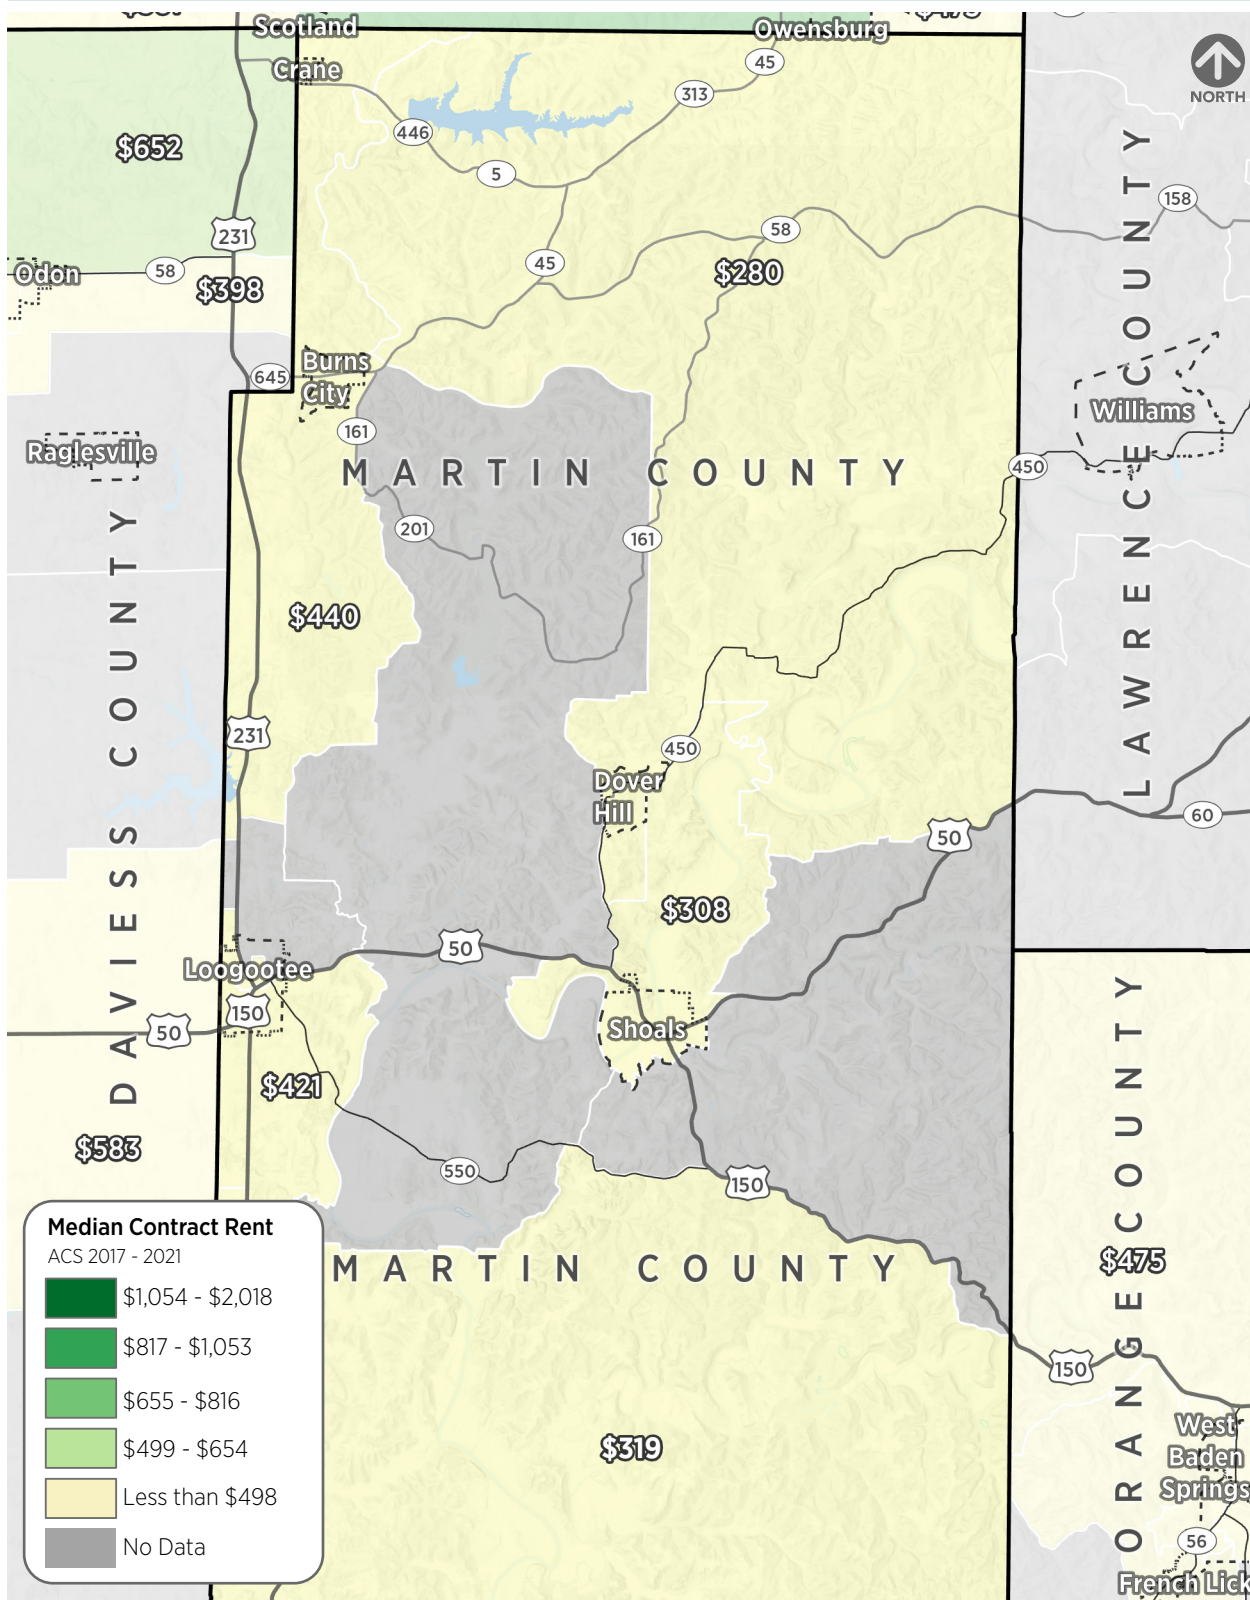 Scotland
Owensburg
Crane
45
313
NORTH
446
5
$652
158
231
58
45
58
Odon
$398
$280
Burns
City
645
161
Williams
Raglesville
MARTIN COUNTY
450
201
161
LAWRENCE COUNTY
$440
DAVIESS COUNTY
231
450
Dover
Hill
50
60
$308
50
Loogootee
150
50
Shoals
$421
$583
550
150
Median Contract Rent
ACS 2017 - 2021
$1,054 - $2,018
$817 - $1,053
$655 - $816
$499 - $654
Less than $498
No Data
MARTIN COUNTY
$475
ORANGE COUNTY
150
$319
West
Baden
Springs
56
French Lick